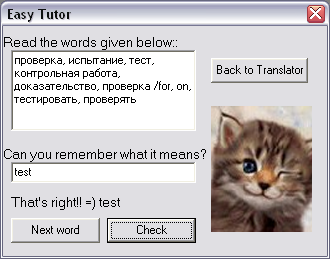 Easy Tutor
Read the words given below::
проверка, испытание, тест,
контрольная работа,
доказательство, проверка /for, on,
тестировать, проверять
Back to Translator
Can you remember what it means?
test
That's right!! =) test
Next word
Check